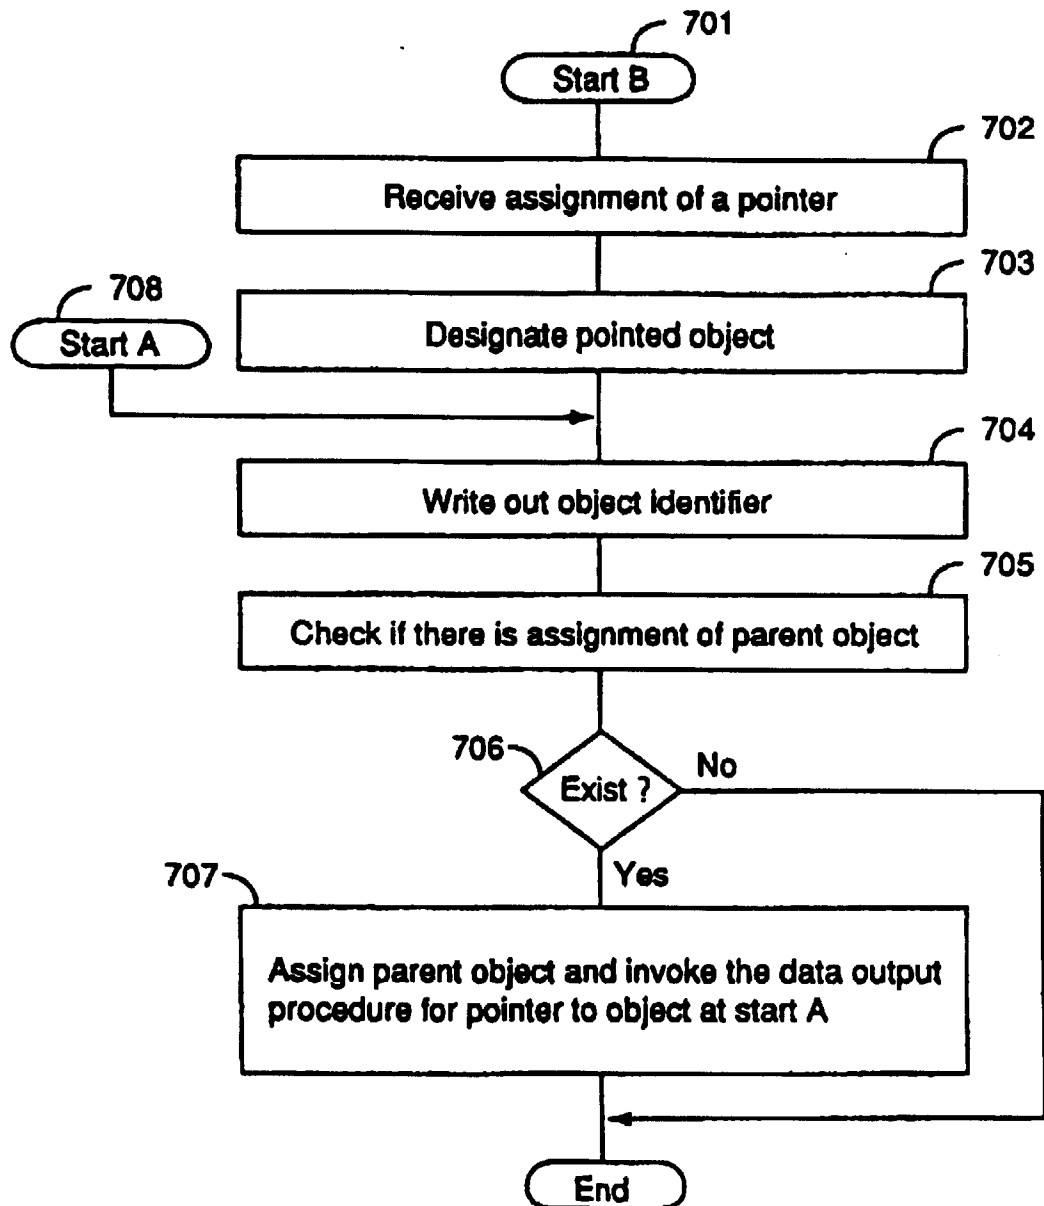 701
Start B
702
Receive assignment of a pointer
703
708
Start A
Designate pointed object
704
Write out object identifier
705
Check if there is assignment of parent object
706
Exist ?
No
Yes
707
Assign parent object and invoke the data output
procedure for pointer to object at start A
End